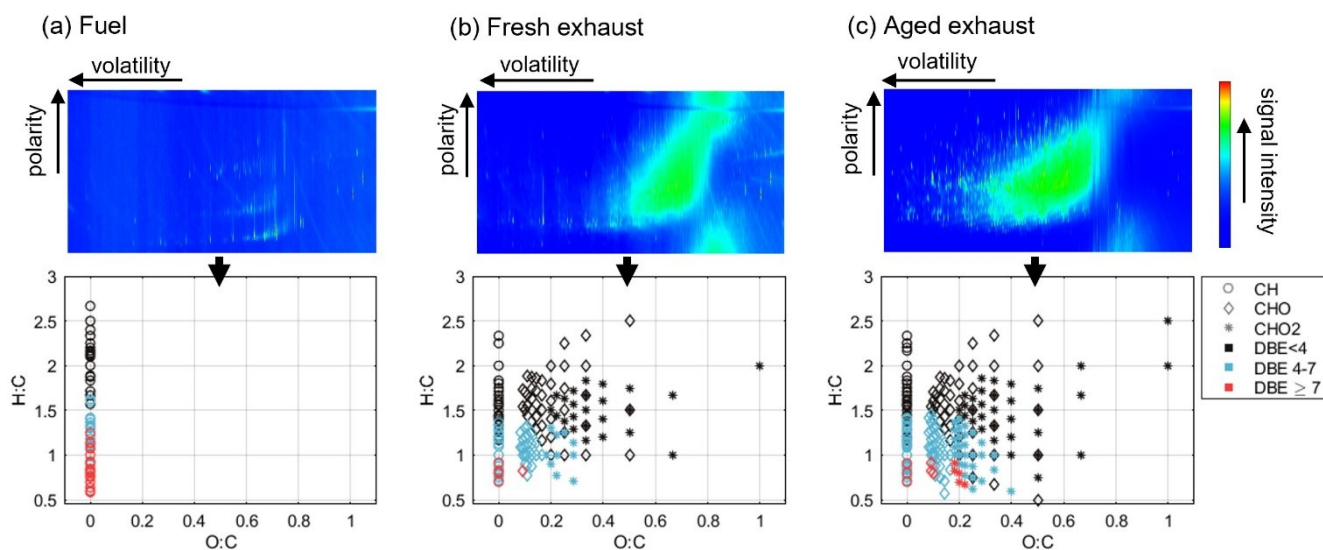 (a) Fuel
(b) Fresh exhaust
(c) Aged exhaust
volatility
volatility
volatility
polarity
polarity
polarity
signal intensity
3
2.5
2
1.5
1
0.5
H:C
0 0.2 0.4 0.6 0.8 1
O:C
3
2.5
2
1.5
1
0.5
H:C
0 0.2 0.4 0.6 0.8 1
O:C
3
2.5
2
1.5
1
0.5
H:C
0 0.2 0.4 0.6 0.8 1
O:C
CH
CHO
CHO2
DBE<4
DBE 4-7
DBE ≥ 7